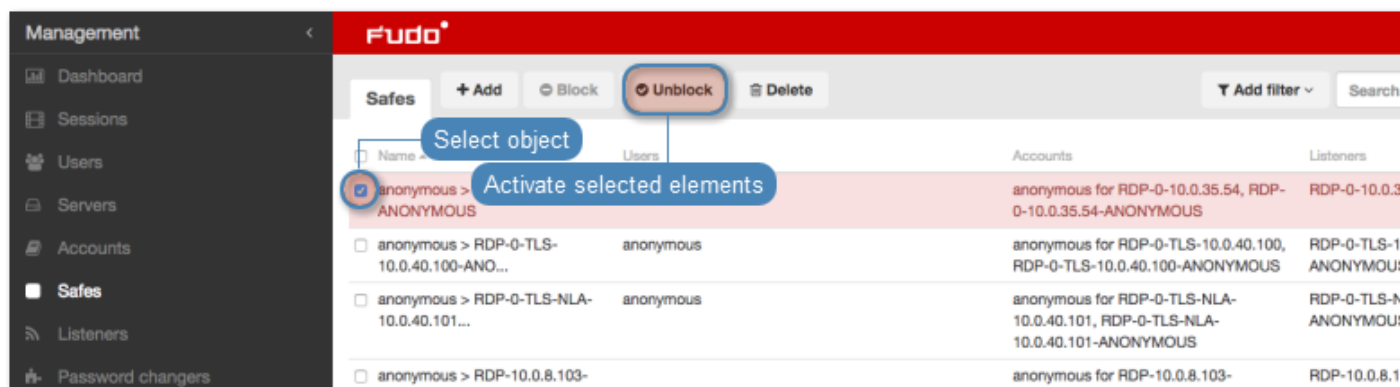 Management
Fudo
Dashboard
Sessions
Users
Servers
Accounts
Safes
Listeners
Password changers
Safes
+ Add
Block
Unblock
Delete
Add filter
Search
Select object
Activate selected elements
Name
Users
Accounts
Listeners
anonymous >
ANONYMOUS
anonymous for RDP-0-10.0.35.54, RDP-
0-10.0.35.54-ANONYMOUS
RDP-0-10.0.3
anonymous > RDP-0-TLS-
10.0.40.100-ANO...
anonymous
anonymous for RDP-0-TLS-10.0.40.100,
RDP-0-TLS-10.0.40.100-ANONYMOUS
RDP-0-TLS-1
ANONYMOUS
anonymous > RDP-0-TLS-NLA-
10.0.40.101...
anonymous
anonymous for RDP-0-TLS-NLA-
10.0.40.101, RDP-0-TLS-NLA-
10.0.40.101-ANONYMOUS
RDP-0-TLS-N
ANONYMOUS
anonymous > RDP-10.0.8.103-
anonymous for RDP-10.0.8.103-
RDP-10.0.8.1